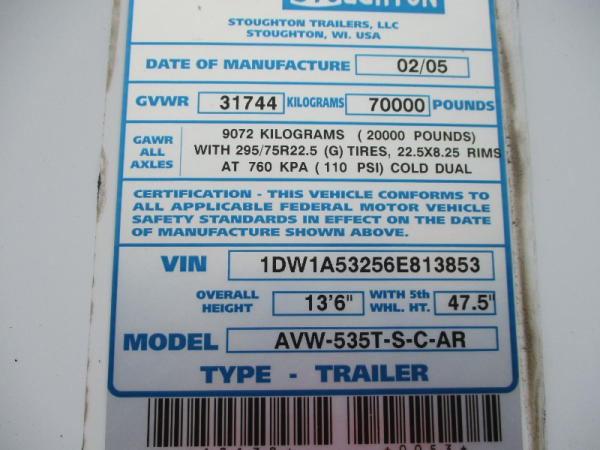 STOUGHTON
STOUGHTON TRAILERS, LLC
STOUGHTON, WI. USA
DATE OF MANUFACTURE 02/05
GVWR 31744 KILOGRAMS 70000 POUNDS
GAWR ALL AXLES
9072 KILOGRAMS ( 20000 POUNDS)
WITH 295/75R22.5 (G) TIRES, 22.5X8.25 RIMS
AT 760 KPA ( 110 PSI) COLD DUAL
CERTIFICATION - THIS VEHICLE CONFORMS TO
ALL APPLICABLE FEDERAL MOTOR VEHICLE
SAFETY STANDARDS IN EFFECT ON THE DATE
OF MANUFACTURE SHOWN ABOVE.
VIN 1DW1A53256E813853
OVERALL HEIGHT 13'6" WITH 5th WHL. HT. 47.5"
MODEL AVW-535T-S-C-AR
TYPE - TRAILER